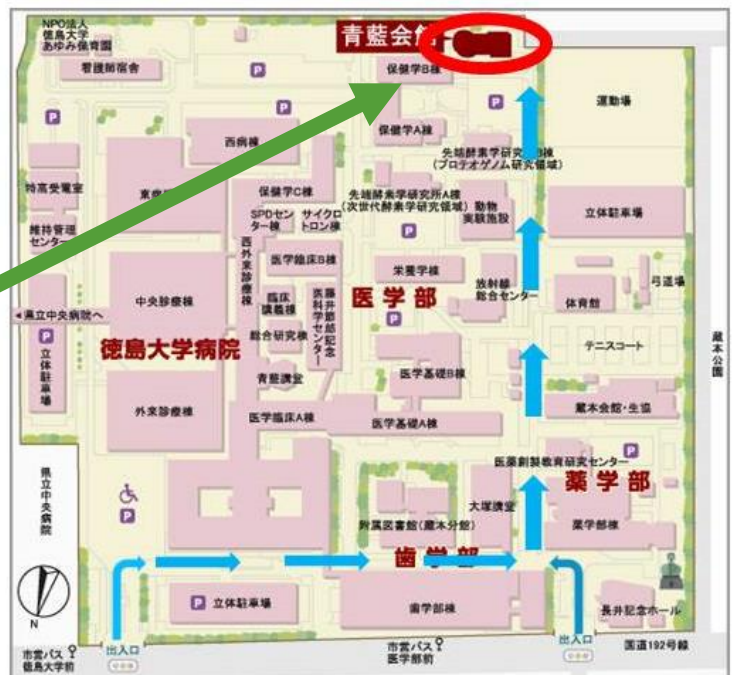 NPO法人
徳島大学
あゆみ保育園
青藍会館
看護師宿舎
P
保健学B棟
P
運動場
P
P
西病棟
保健学A棟
先端酵素学研究所B棟
(プロテオゲノム研究領域)
特高受電室
東病
保健学C棟
先端酵素学研究所A棟
(次世代酵素学研究領域)
動物
実験施設
立体駐車場
維持管理
センター
SPDセン
ター棟
サイクロ
トロン棟
P
西外来診療棟
医学臨床B棟
栄養学棟
放射線
総合センター
弓道場
体育館
中央診療棟
臨床
講義棟
藤井節郎記念
医科学センター
医学部
P
◀県立中央病院へ
P
立体駐車場
徳島大学病院
総合研究棟
テニスコート
蔵本公園
青藍講堂
医学基礎B棟
外来診療棟
医学臨床A棟
医学基礎A棟
蔵本会館・生協
P
医薬創製教育研究センター
薬学部
県立中央病院
P
大塚講堂
附属図書館(蔵本分館)
薬学部棟
歯学部
N
P 立体駐車場
歯学部棟
長井記念ホール
出入口
出入口
市営バス
徳島大学前
市営バス
医学部前
国道192号線